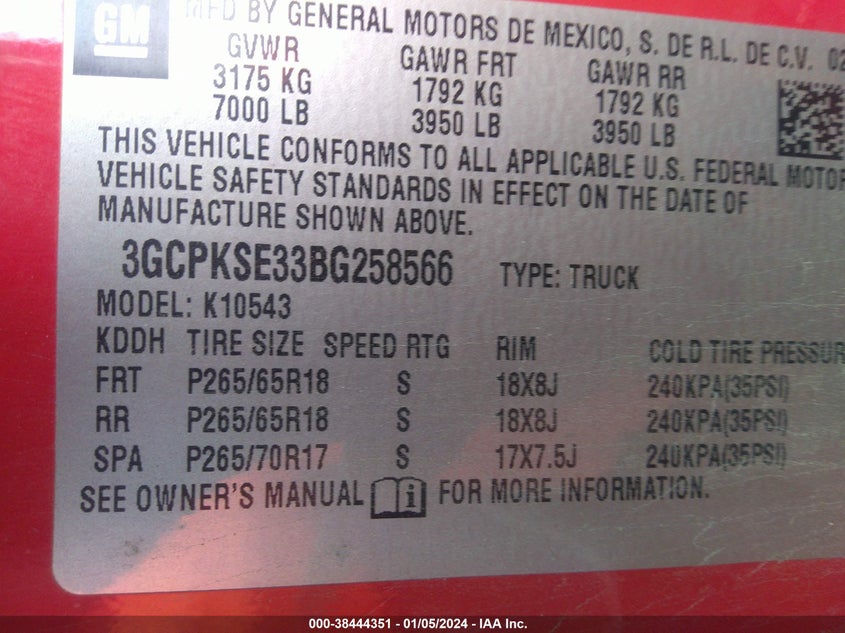 GM
MFD BY GENERAL MOTORS DE MEXICO, S. DE R.L. DE C.V. 02
GVWR GAWR FRT GAWR RR
3175 KG 1792 KG 1792 KG
7000 LB 3950 LB 3950 LB
THIS VEHICLE CONFORMS TO ALL APPLICABLE U.S. FEDERAL MOTOR
VEHICLE SAFETY STANDARDS IN EFFECT ON THE DATE OF
MANUFACTURE SHOWN ABOVE.
3GCPKSE33BG258566 TYPE: TRUCK
MODEL: K10543
KDDH TIRE SIZE SPEED RTG RIM COLD TIRE PRESSUR
FRT P265/65R18 S 18X8J 240KPA(35PSI)
RR P265/65R18 S 18X8J 240KPA(35PSI)
SPA P265/70R17 S 17X7.5J 240KPA(35PSI)
SEE OWNER'S MANUAL i FOR MORE INFORMATION.
000-38444351 - 01/05/2024 - IAA Inc.